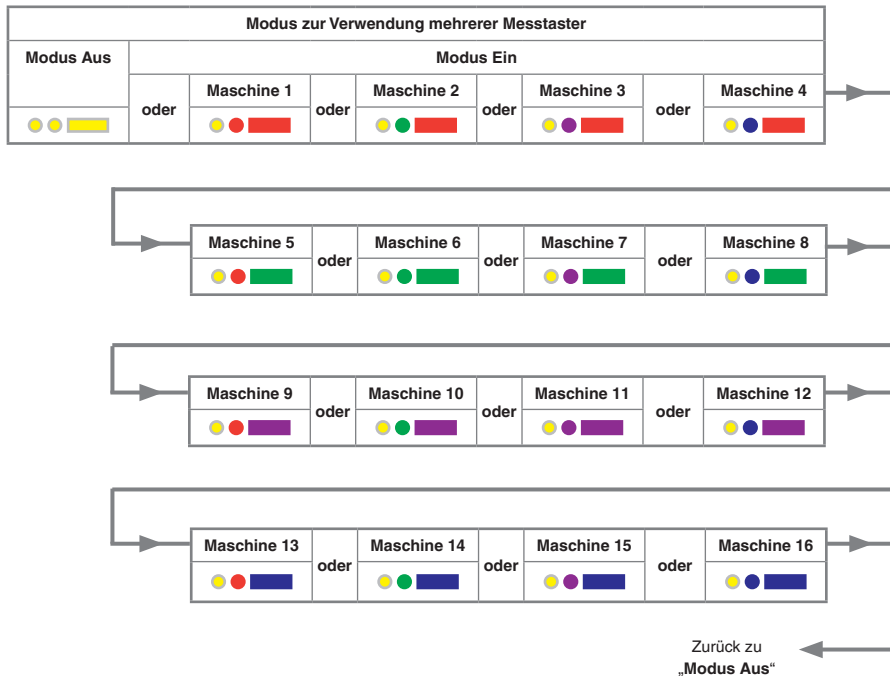 Modus zur Verwendung mehrerer Messtaster
Modus Aus
Modus Ein
oder
Maschine 1
oder
Maschine 2
oder
Maschine 3
oder
Maschine 4
Maschine 5
oder
Maschine 6
oder
Maschine 7
oder
Maschine 8
Maschine 9
oder
Maschine 10
oder
Maschine 11
oder
Maschine 12
Maschine 13
oder
Maschine 14
oder
Maschine 15
oder
Maschine 16
Zurück zu
„Modus Aus“